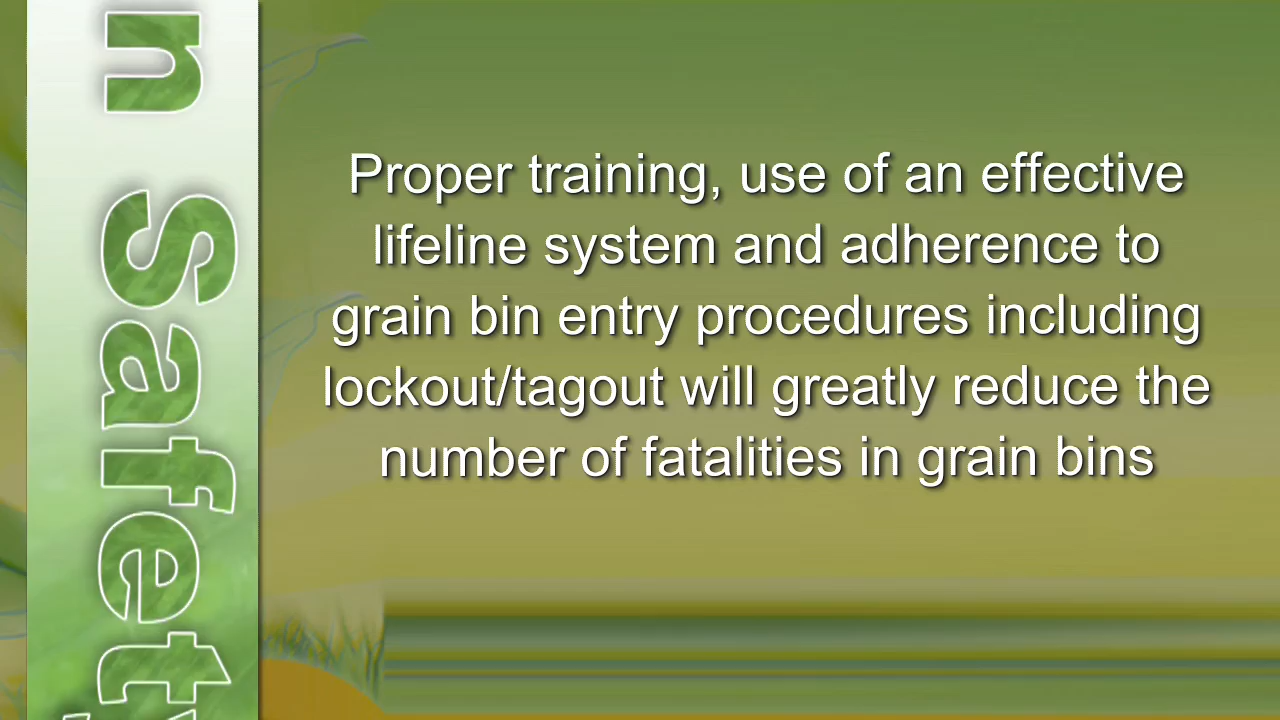 n Safety
Proper training, use of an effective
lifeline system and adherence to
grain bin entry procedures including
lockout/tagout will greatly reduce the
number of fatalities in grain bins